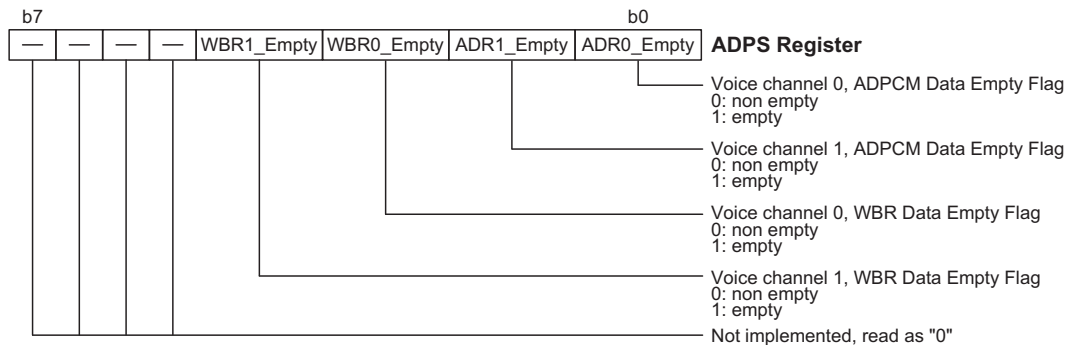 b7 b0
— — — — WBR1_Empty WBR0_Empty ADR1_Empty ADR0_Empty ADPS Register
Voice channel 0, ADPCM Data Empty Flag
0: non empty
1: empty
Voice channel 1, ADPCM Data Empty Flag
0: non empty
1: empty
Voice channel 0, WBR Data Empty Flag
0: non empty
1: empty
Voice channel 1, WBR Data Empty Flag
0: non empty
1: empty
Not implemented, read as "0"